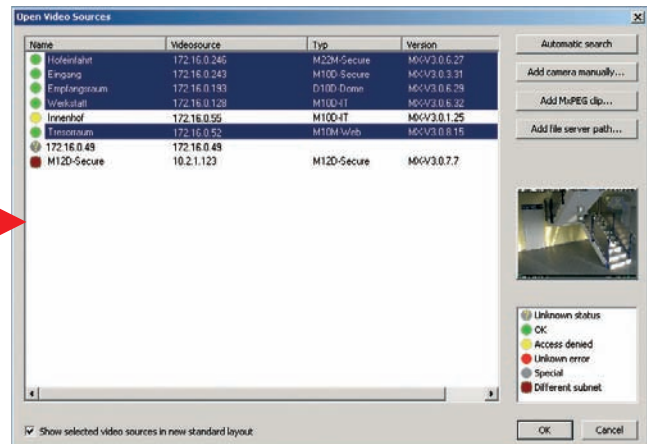 Open Video Sources
Name Videosource Typ Version
Hofeinfahrt 172.16.0.246 M22M-Secure MX-V3.0.6.27
Eingang 172.16.0.243 M10D-Secure MX-V3.0.3.31
Empfangsraum 172.16.0.193 D10D-Dome MX-V3.0.6.29
Werkstatt 172.16.0.128 M10D-IT MX-V3.0.6.32
Innenhof 172.16.0.55 M10D-IT MX-V3.0.1.25
Tresorraum 172.16.0.52 M10M-Web MX-V3.0.8.15
172.16.0.49 172.16.0.49
M12D-Secure 10.2.1.123 M12D-Secure MX-V3.0.7.7
Automatic search
Add camera manually...
Add MxPEG clip...
Add file server path...
Unknown status
OK
Access denied
Unkown error
Special
Different subnet
Show selected video sources in new standard layout
OK Cancel